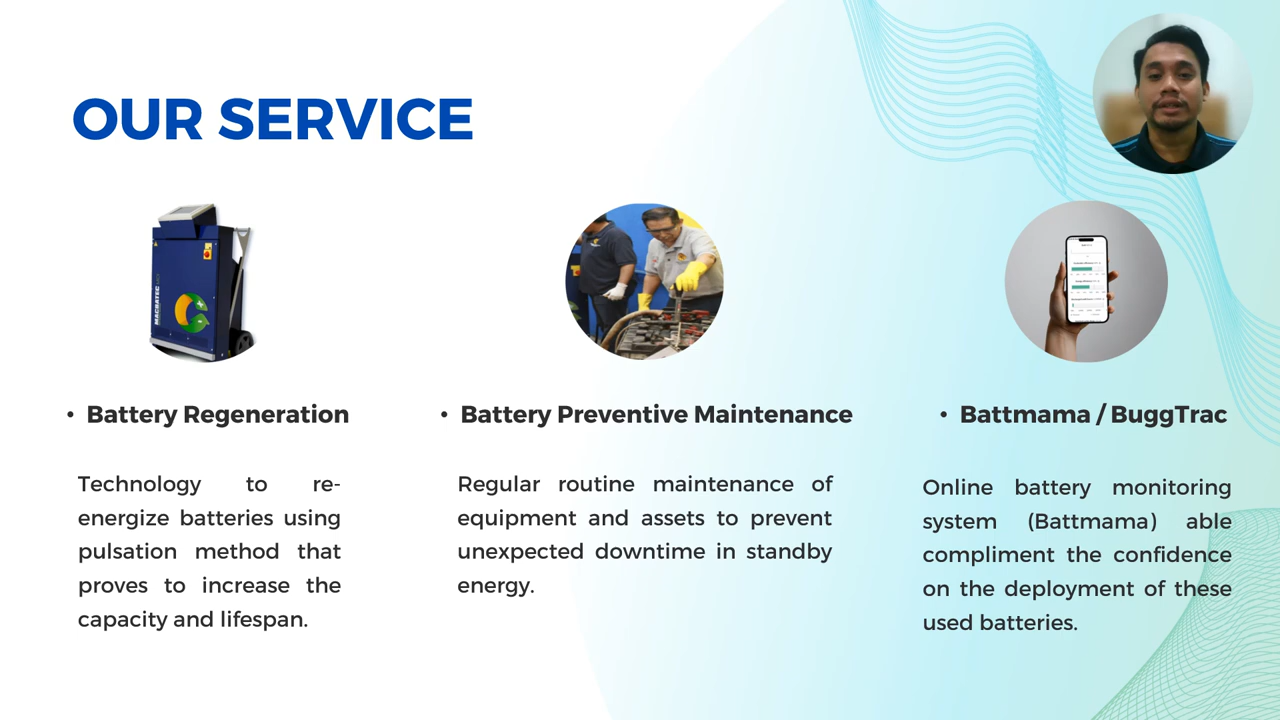 OUR SERVICE
MACBATEC
• Battery Regeneration
Technology to re-
energize batteries using
pulsation method that
proves to increase the
capacity and lifespan.
• Battery Preventive Maintenance
Regular routine maintenance of
equipment and assets to prevent
unexpected downtime in standby
energy.
• Battmama / BuggTrac
Online battery monitoring
system (Battmama) able
compliment the confidence
on the deployment of these
used batteries.